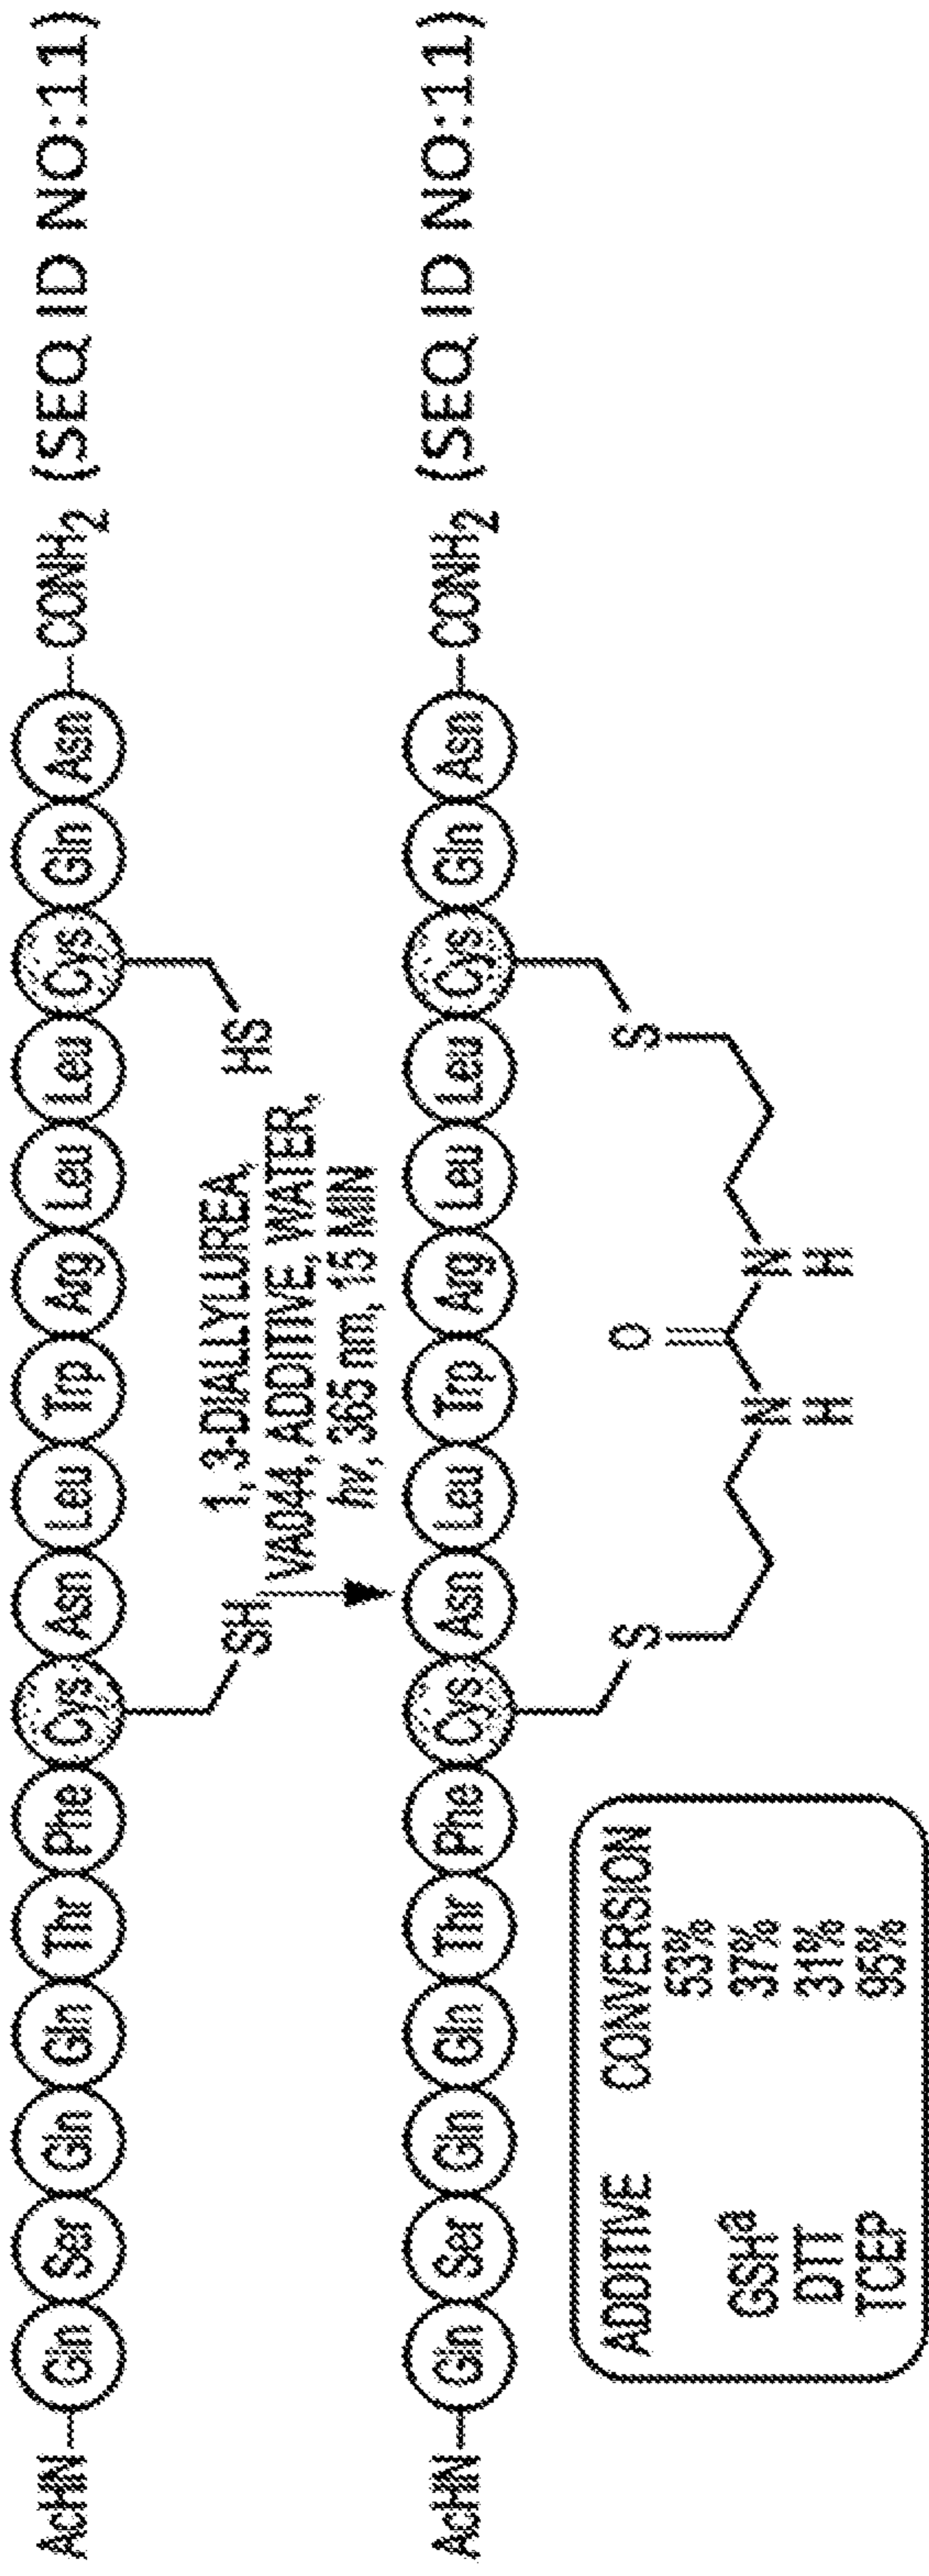 AcHN Gln Ser Gln Gln Thr Phe Cys Asn Leu Trp Arg Leu Leu Cys Gln Asn CONH2 (SEQ ID NO:11)
SH HS
1, 3-DIALLYLUREA,
VA044, ADDITIVE, WATER,
hv, 365 nm, 15 MIN
AcHN Gln Ser Gln Gln Thr Phe Cys Asn Leu Trp Arg Leu Leu Cys Gln Asn CONH2 (SEQ ID NO:11)
S S
O
N N
H H
ADDITIVE CONVERSION
53%
GSHa 37%
DTT 31%
TCEP 95%